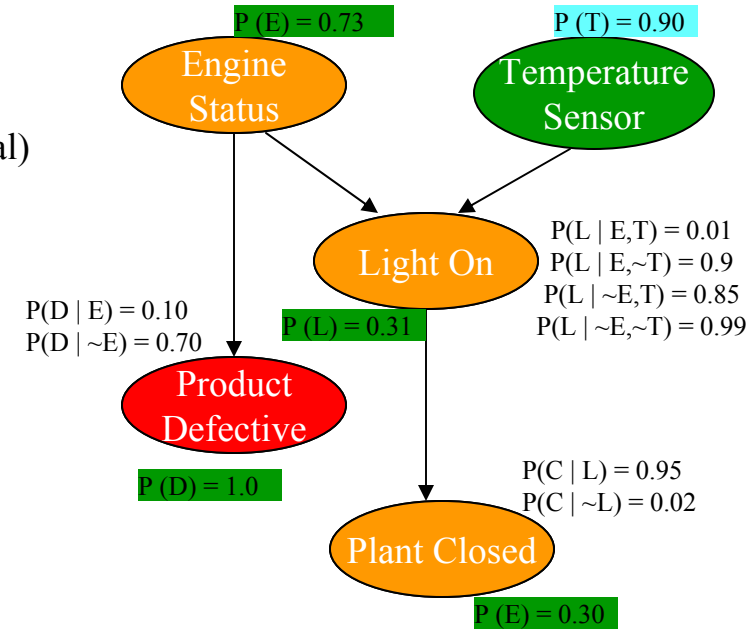 P (E) = 0.73
P (T) = 0.90
Engine
Status
Temperature
Sensor
al)
Light On
P(L | E,T) = 0.01
P(L | E,~T) = 0.9
P(L | ~E,T) = 0.85
P(L | ~E,~T) = 0.99
P(D | E) = 0.10
P(D | ~E) = 0.70
P (L) = 0.31
Product
Defective
P (D) = 1.0
P(C | L) = 0.95
P(C | ~L) = 0.02
Plant Closed
P (E) = 0.30